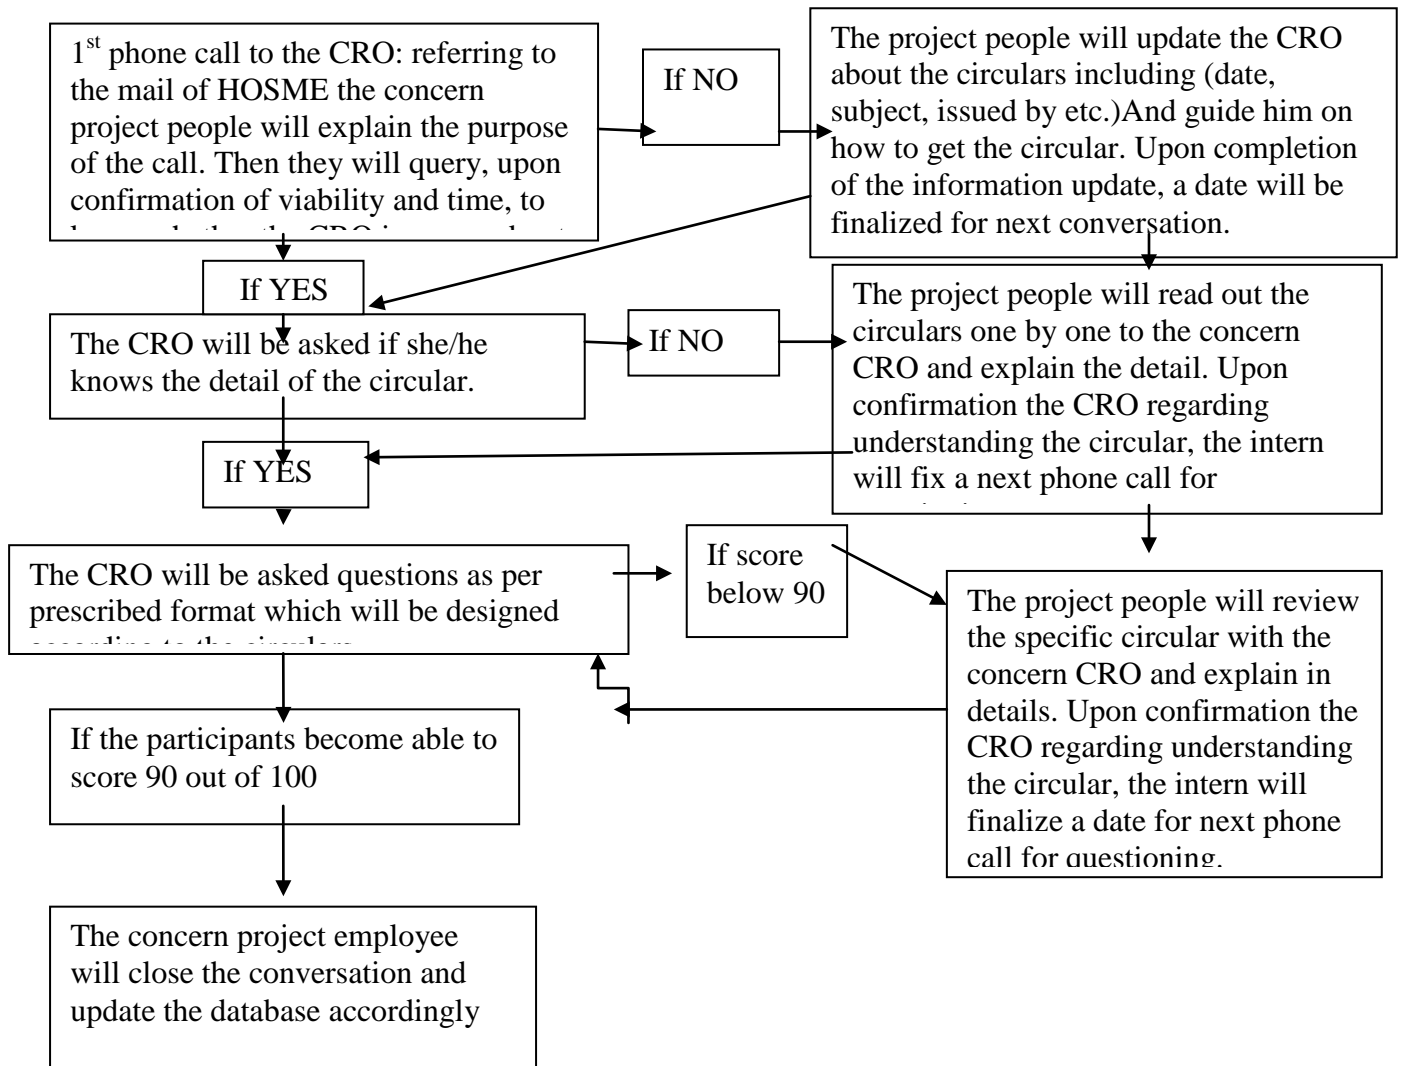 1st phone call to the CRO: referring to
the mail of HOSME the concern
project people will explain the purpose
of the call. Then they will query, upon
confirmation of viability and time, to
If NO
The project people will update the CRO
about the circulars including (date,
subject, issued by etc.)And guide him on
how to get the circular. Upon completion
of the information update, a date will be
finalized for next conversation.
If YES
The CRO will be asked if she/he
knows the detail of the circular.
If NO
The project people will read out the
circulars one by one to the concern
CRO and explain the detail. Upon
confirmation the CRO regarding
understanding the circular, the intern
will fix a next phone call for
If YES
The CRO will be asked questions as per
prescribed format which will be designed
according to the circulars
If score
below 90
The project people will review
the specific circular with the
concern CRO and explain in
details. Upon confirmation the
CRO regarding understanding
the circular, the intern will
finalize a date for next phone
call for questioning.
If the participants become able to
score 90 out of 100
The concern project employee
will close the conversation and
update the database accordingly